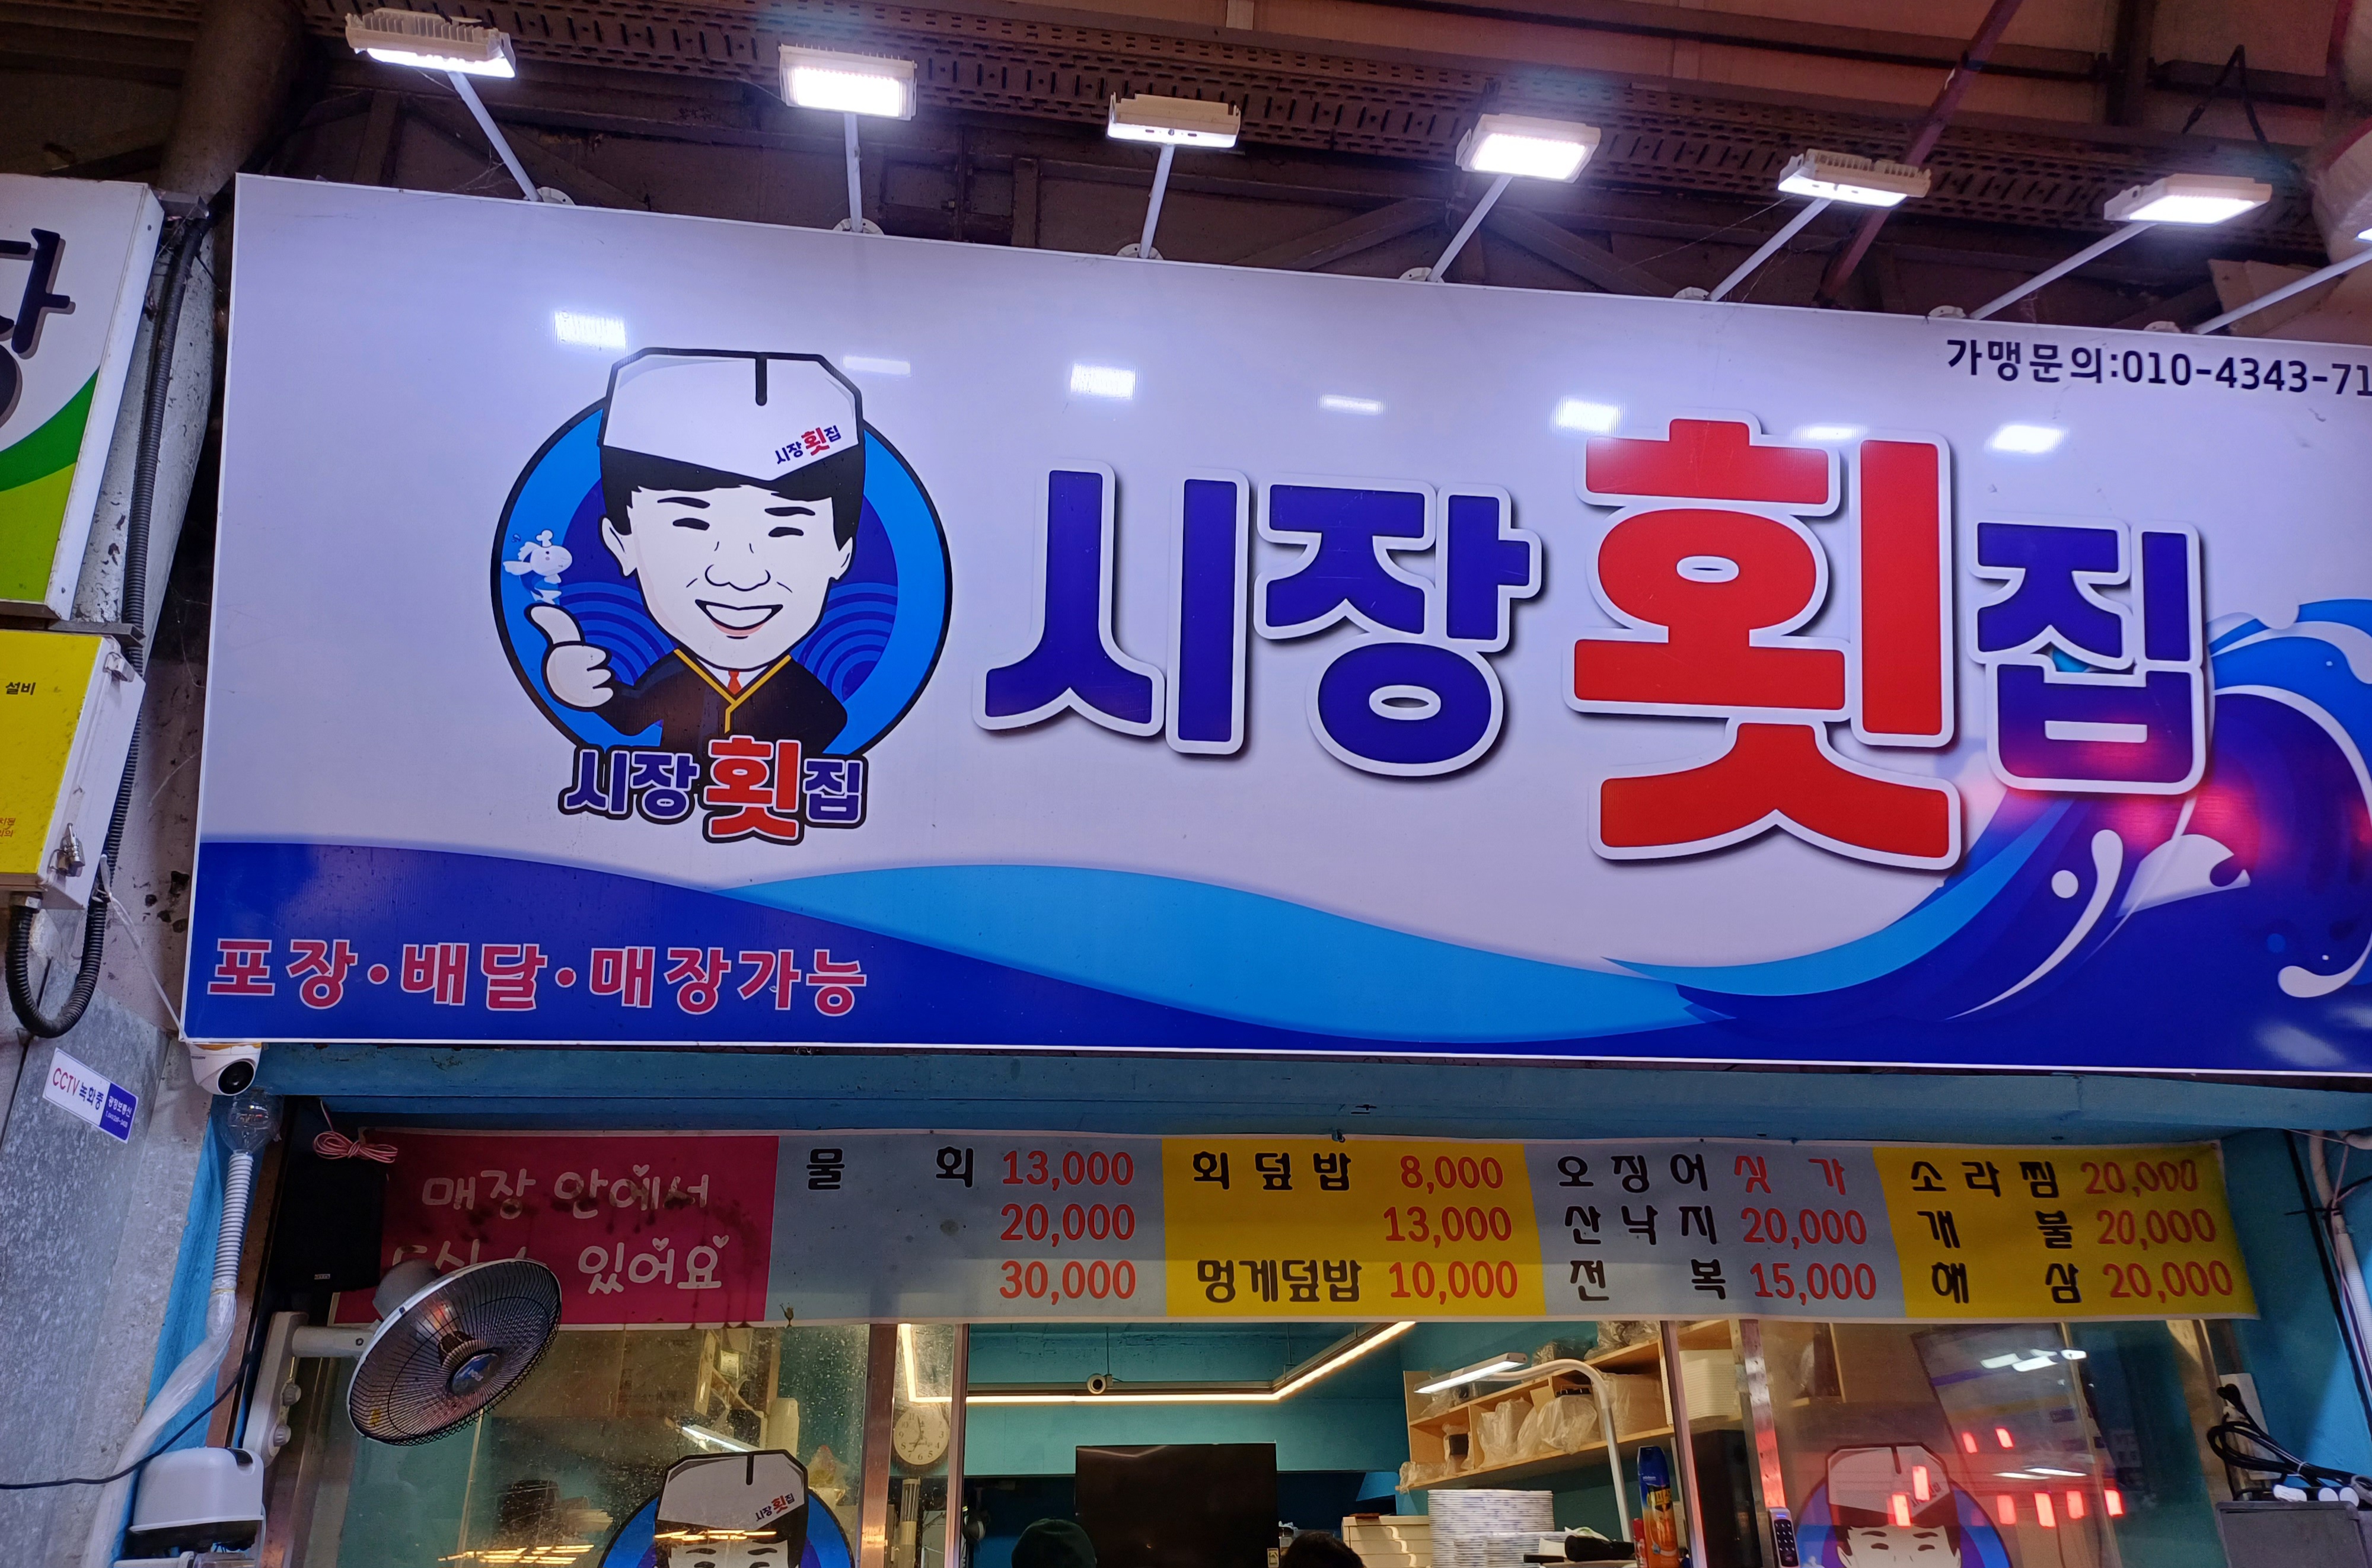 가맹문의:010-4343-71
시장횟집
시장횟집
시장횟집
포장·배달·매장가능
설비
CCTV 녹화중
매장 안에서
있어요
물 회 13,000
20,000
30,000
회덮밥 8,000
13,000
멍게덮밥 10,000
오징어 싯가
산낙지 20,000
전 복 15,000
소라찜 20,000
개 불 20,000
해 삼 20,000
시장횟집